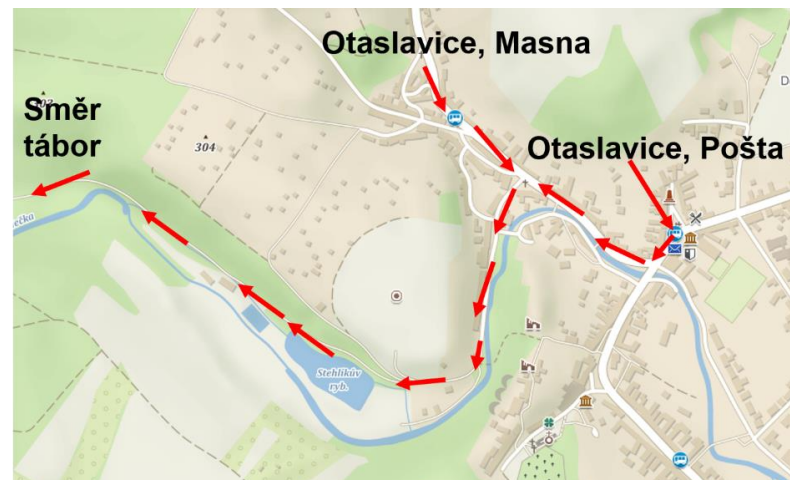 Otaslavice, Masna
Směr
tábor
304
Otaslavice, Pošta
Stehlíkův
ryb.